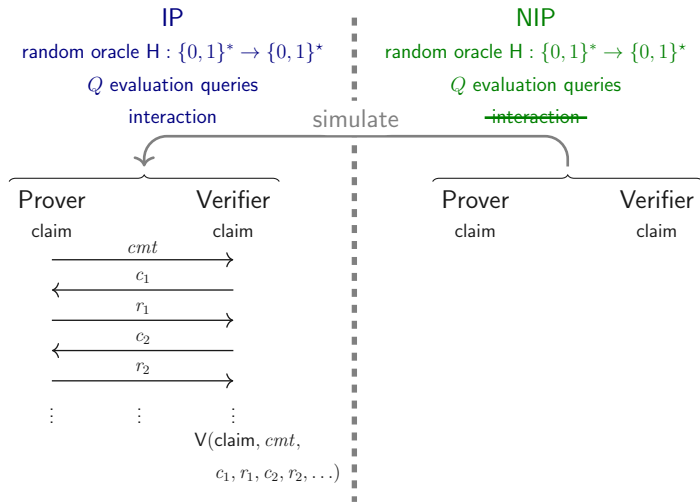 IP
random oracle H : {0, 1}* → {0, 1}⋆
Q evaluation queries
interaction
NIP
random oracle H : {0, 1}* → {0, 1}⋆
Q evaluation queries
interaction
simulate
Prover
Verifier
claim
claim
cmt
c₁
r₁
c₂
r₂
⋮ ⋮ ⋮
V(claim, cmt,
c₁, r₁, c₂, r₂, …)
Prover
Verifier
claim
claim